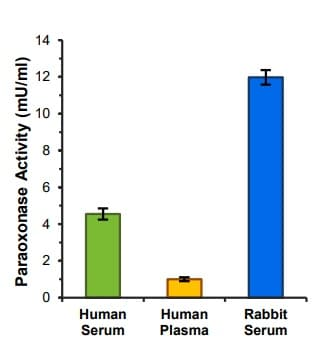 Paraoxonase Activity (mU/ml)
14
12
10
8
6
4
2
0
Human Serum
Human Plasma
Rabbit Serum